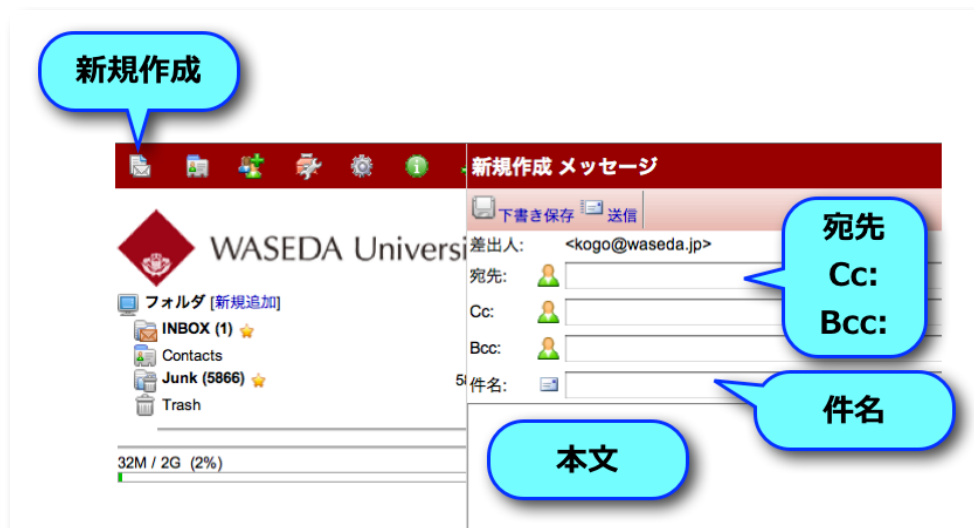 新規作成
新規作成 メッセージ
下書き保存 送信
WASEDA Universi
差出人: <kogo@waseda.jp>
宛先:
Cc:
Bcc:
件名:
宛先
Cc:
Bcc:
件名
本文
フォルダ [新規追加]
INBOX (1)
Contacts
Junk (5866)
Trash
32M / 2G (2%)